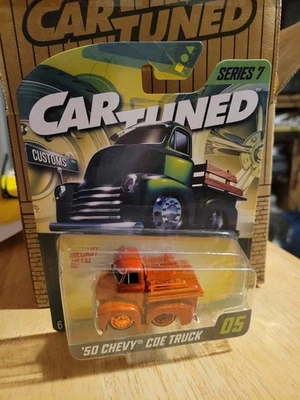 CARTUNED
SERIES 7
CARTUNED
CUSTOMS
'50 CHEVY® COE TRUCK
05